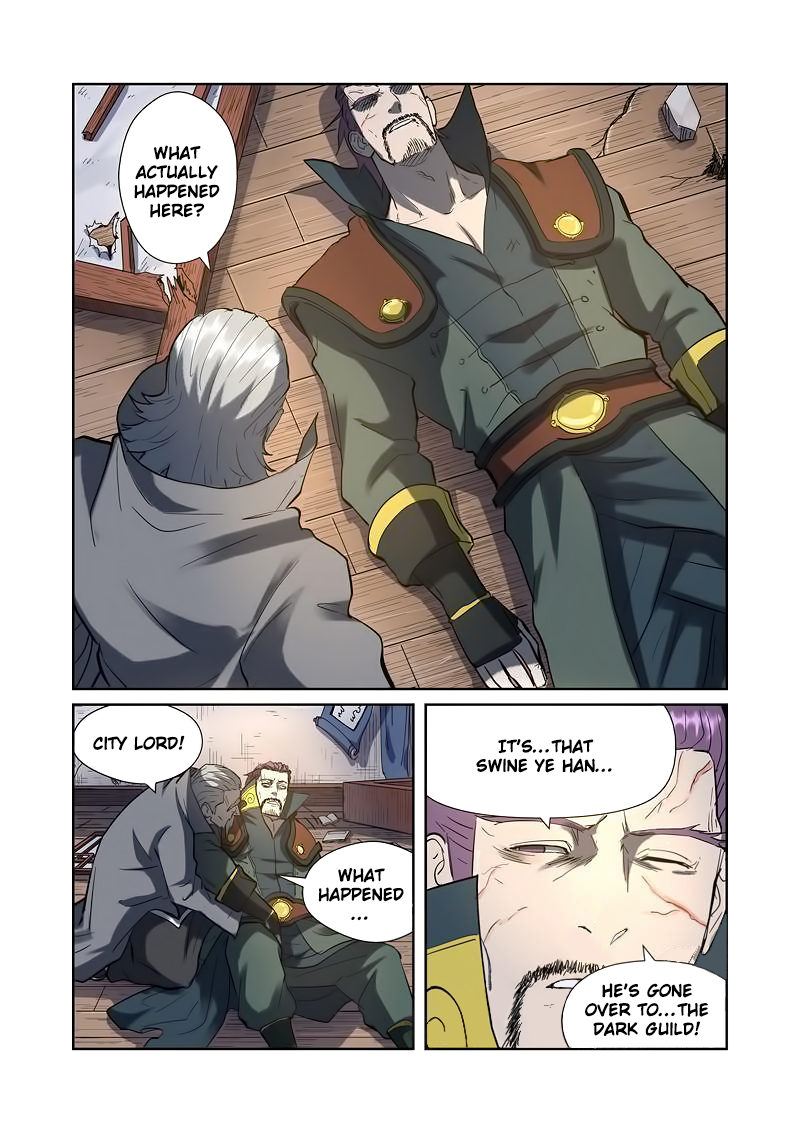 WHAT
ACTUALLY
HAPPENED
HERE?
CITY LORD!
WHAT
HAPPENED
...
IT'S...THAT
SWINE YE HAN...
HE'S GONE
OVER TO...THE
DARK GUILD!